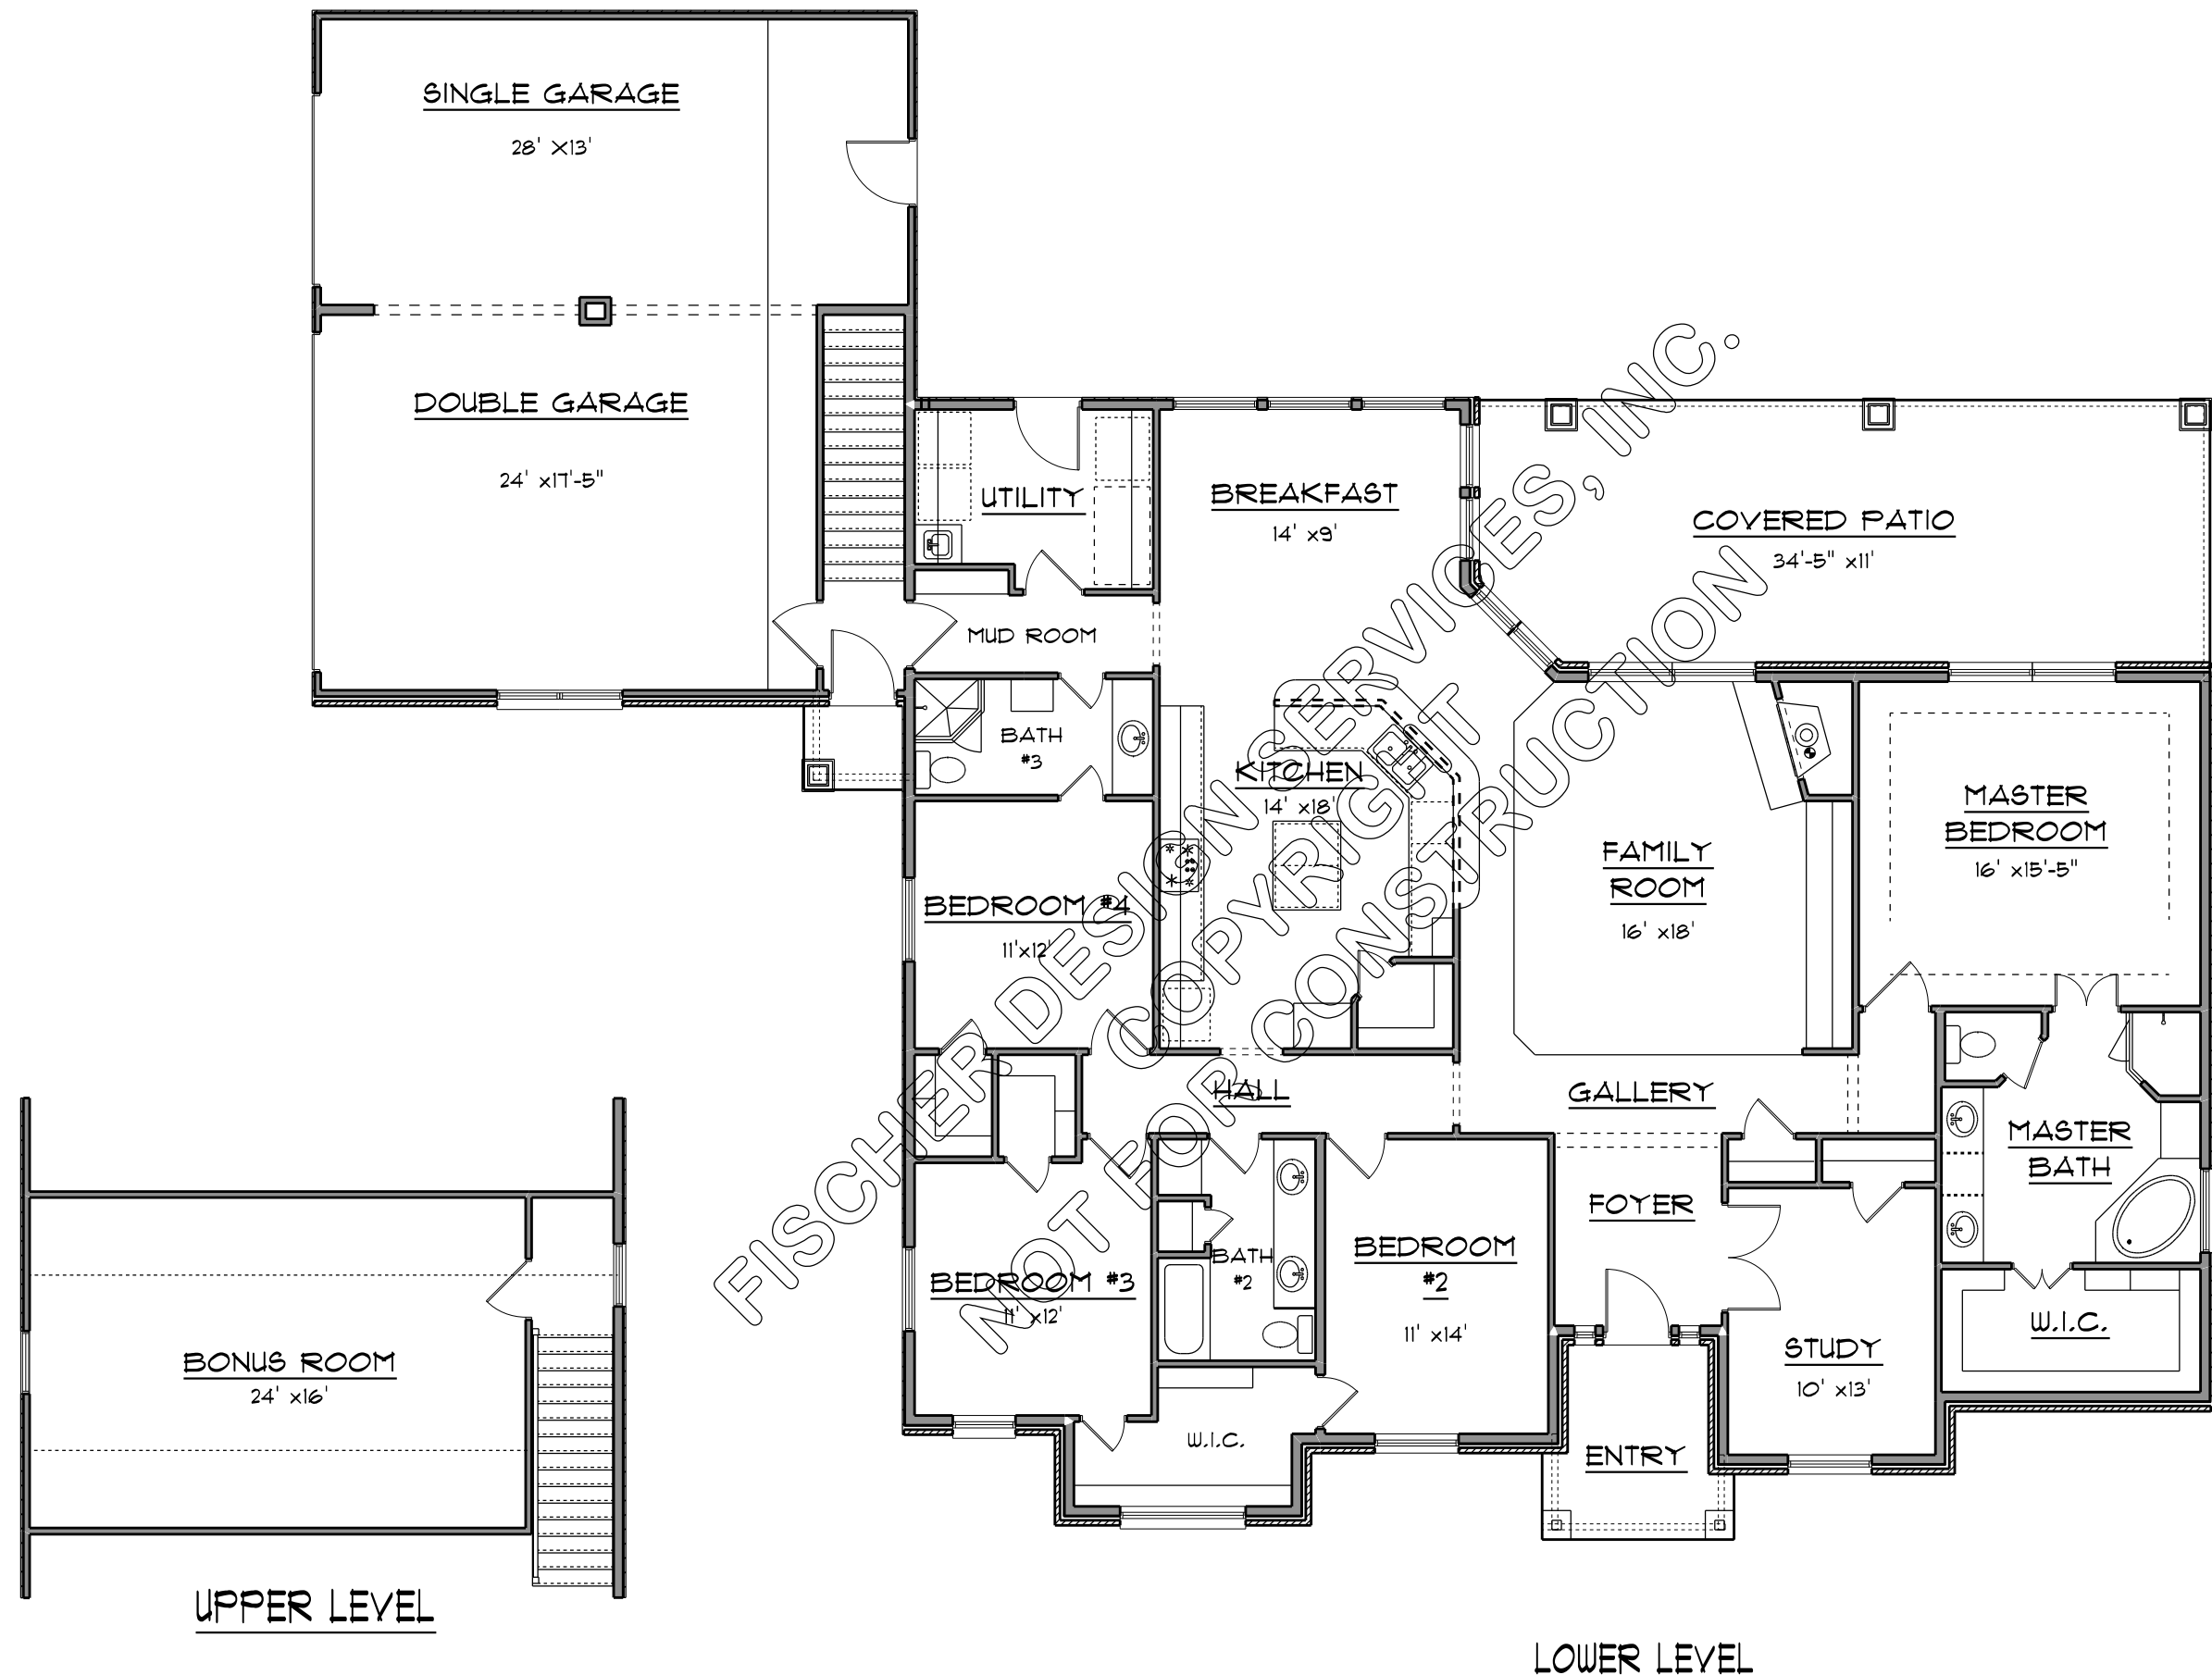 SINGLE GARAGE
28' x13'
DOUBLE GARAGE
24' x17'-5"
UTILITY
MUD ROOM
BREAKFAST
14' x9'
COVERED PATIO
34'-5" x11'
BATH
#3
KITCHEN
14' x18'
FAMILY
ROOM
16' x18'
MASTER
BEDROOM
16' x15'-5"
BEDROOM #4
11'x12'
HALL
GALLERY
MASTER
BATH
FOYER
BEDROOM #3
11' x12'
BATH
#2
BEDROOM
#2
11' x14'
STUDY
10' x13'
W.I.C.
W.I.C.
ENTRY
BONUS ROOM
24' x16'
UPPER LEVEL
LOWER LEVEL
FISCHER DESIGN SERVICES, INC.
COPYRIGHT
NOT FOR CONSTRUCTION